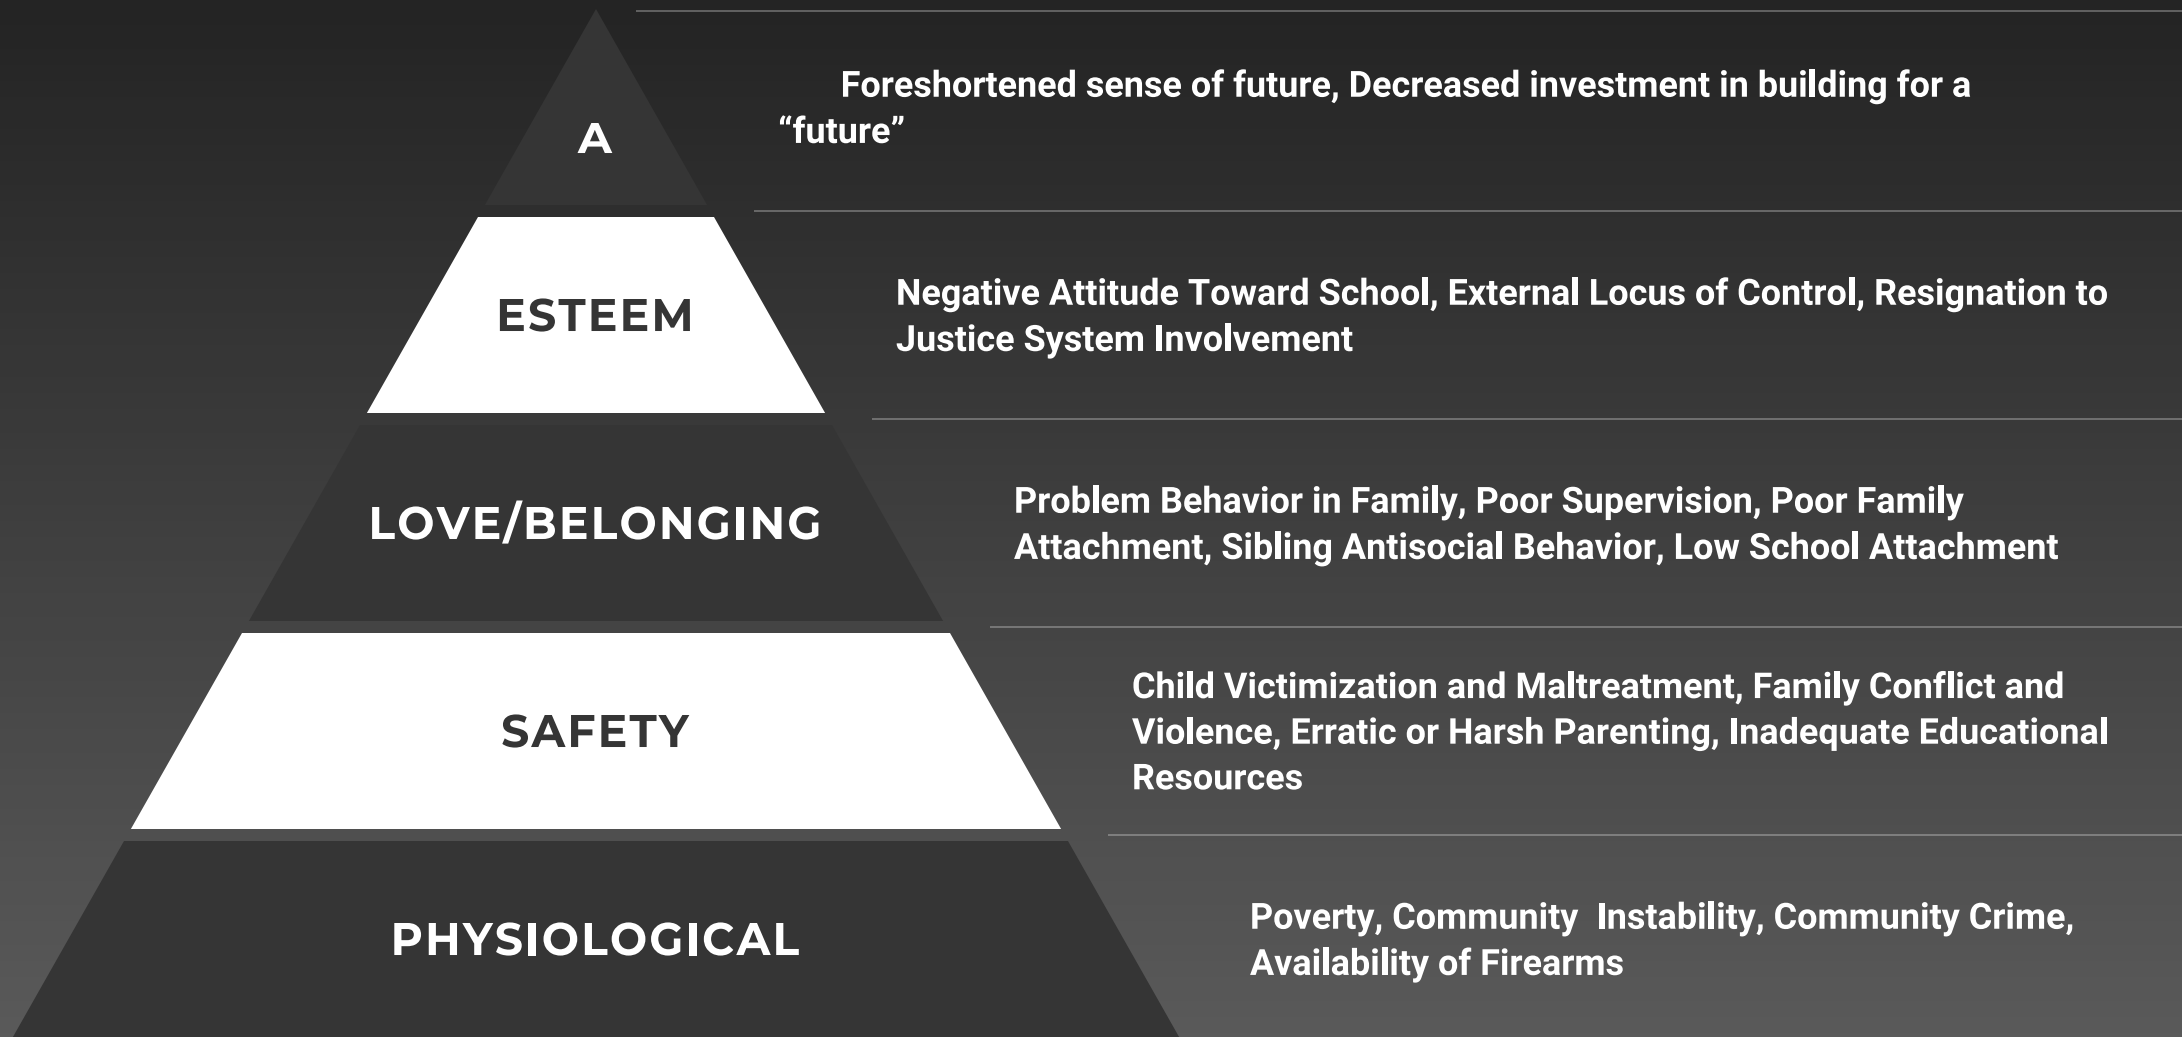 A
Foreshortened sense of future, Decreased investment in building for a
“future”
ESTEEM
Negative Attitude Toward School, External Locus of Control, Resignation to
Justice System Involvement
LOVE/BELONGING
Problem Behavior in Family, Poor Supervision, Poor Family
Attachment, Sibling Antisocial Behavior, Low School Attachment
SAFETY
Child Victimization and Maltreatment, Family Conflict and
Violence, Erratic or Harsh Parenting, Inadequate Educational
Resources
PHYSIOLOGICAL
Poverty, Community  Instability, Community Crime,
Availability of Firearms